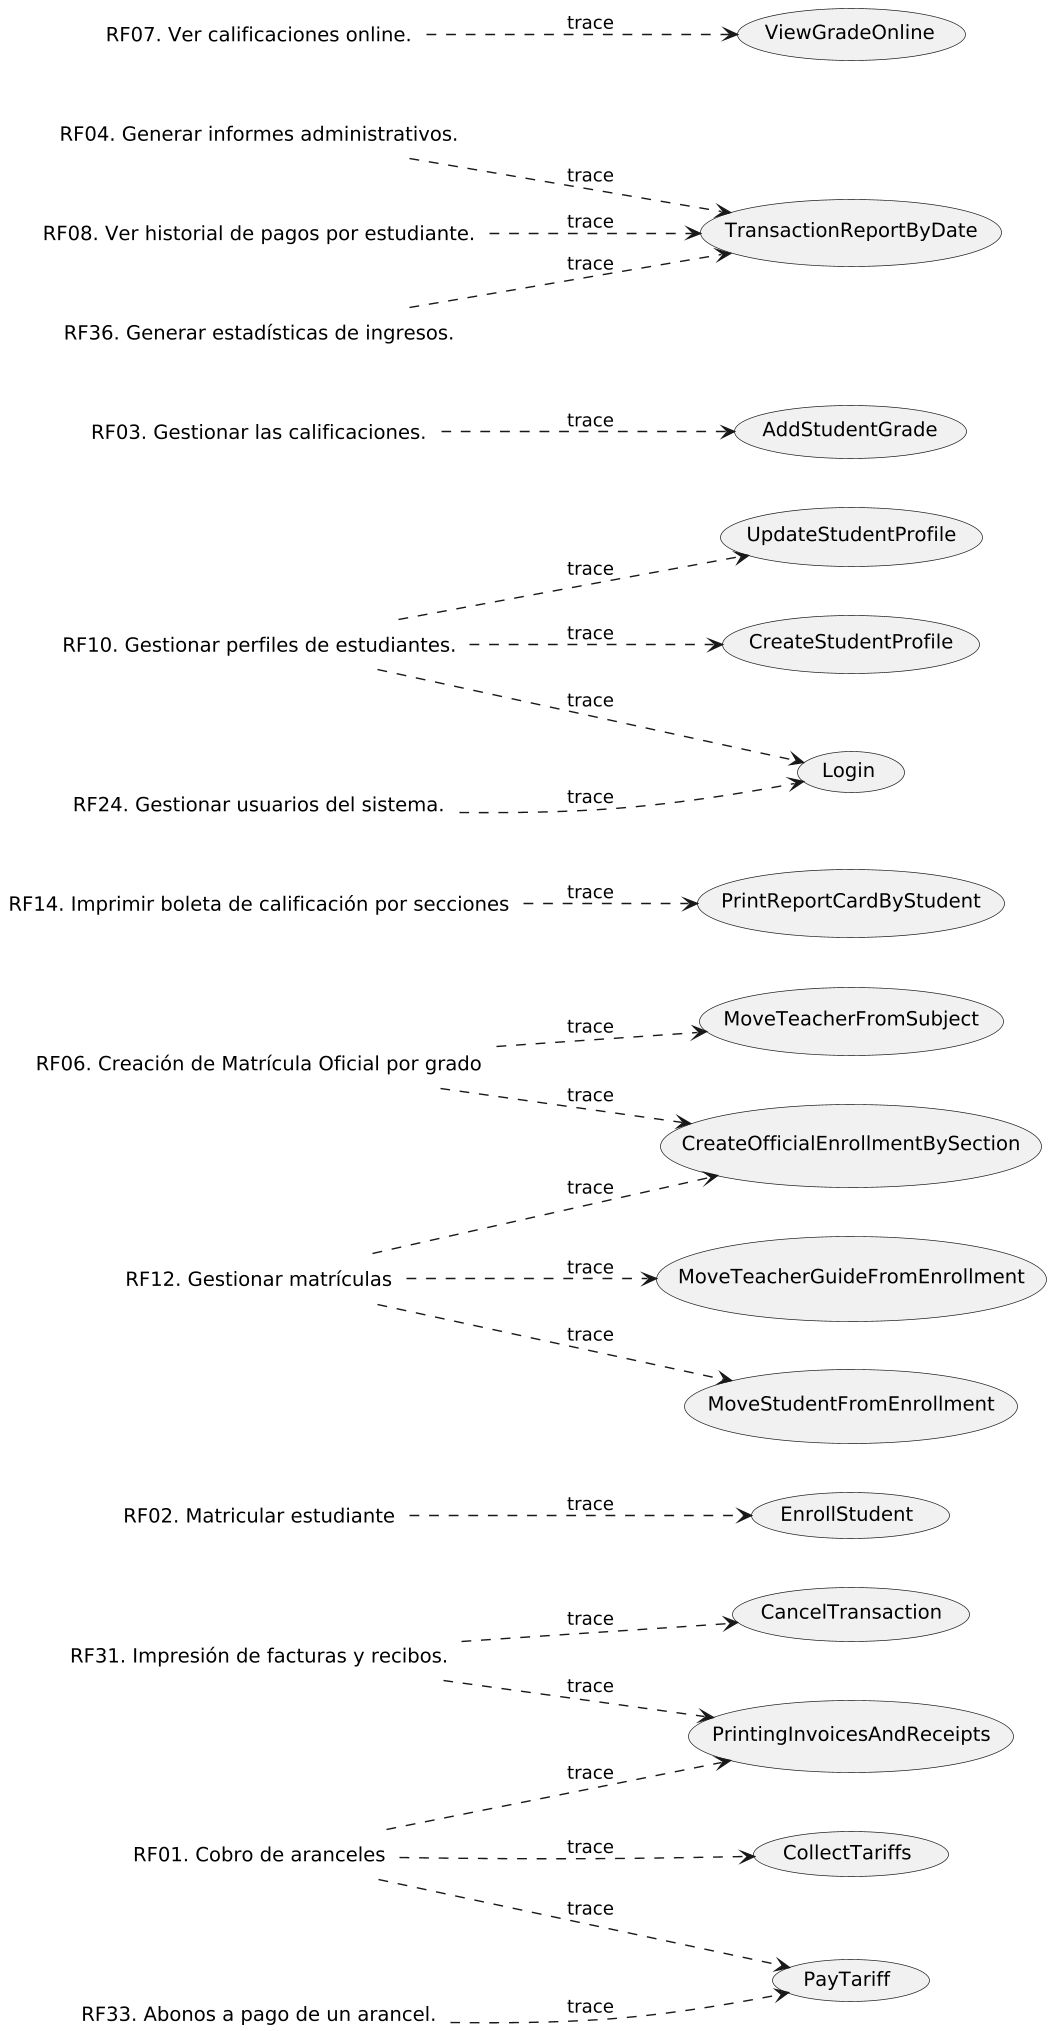 RF07. Ver calificaciones online.
trace
ViewGradeOnline
RF04. Generar informes administrativos.
trace
RF08. Ver historial de pagos por estudiante.
trace
TransactionReportByDate
trace
RF36. Generar estadísticas de ingresos.
RF03. Gestionar las calificaciones.
trace
AddStudentGrade
UpdateStudentProfile
trace
RF10. Gestionar perfiles de estudiantes.
trace
CreateStudentProfile
trace
Login
RF24. Gestionar usuarios del sistema.
trace
RF14. Imprimir boleta de calificación por secciones
trace
PrintReportCardByStudent
trace
MoveTeacherFromSubject
RF06. Creación de Matrícula Oficial por grado
trace
CreateOfficialEnrollmentBySection
trace
RF12. Gestionar matrículas
trace
MoveTeacherGuideFromEnrollment
trace
MoveStudentFromEnrollment
RF02. Matricular estudiante
trace
EnrollStudent
trace
CancelTransaction
RF31. Impresión de facturas y recibos.
trace
PrintingInvoicesAndReceipts
trace
RF01. Cobro de aranceles
trace
CollectTariffs
trace
PayTariff
RF33. Abonos a pago de un arancel.
trace